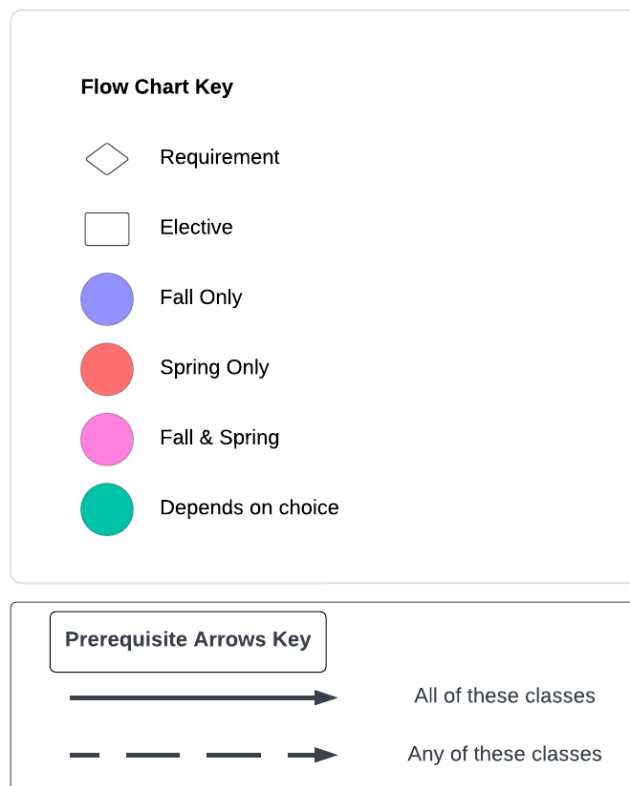 Flow Chart Key
Requirement
Elective
Fall Only
Spring Only
Fall & Spring
Depends on choice
Prerequisite Arrows Key
All of these classes
Any of these classes